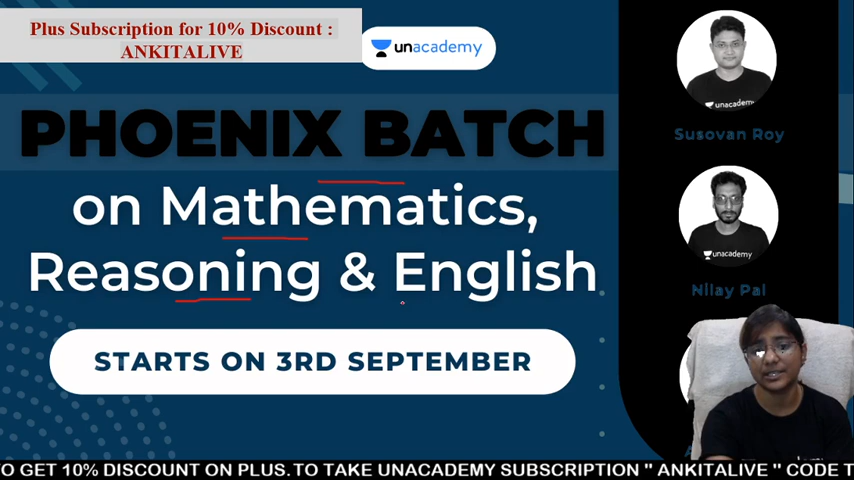 Plus Subscription for 10% Discount :
ANKITALIVE
unacademy
PHOENIX BATCH
on Mathematics,
Reasoning & English
STARTS ON 3RD SEPTEMBER
unacademy
Susovan Roy
unacademy
Nilay Pal
TO GET 10% DISCOUNT ON PLUS. TO TAKE UNACADEMY SUBSCRIPTION " ANKITALIVE " CODE T